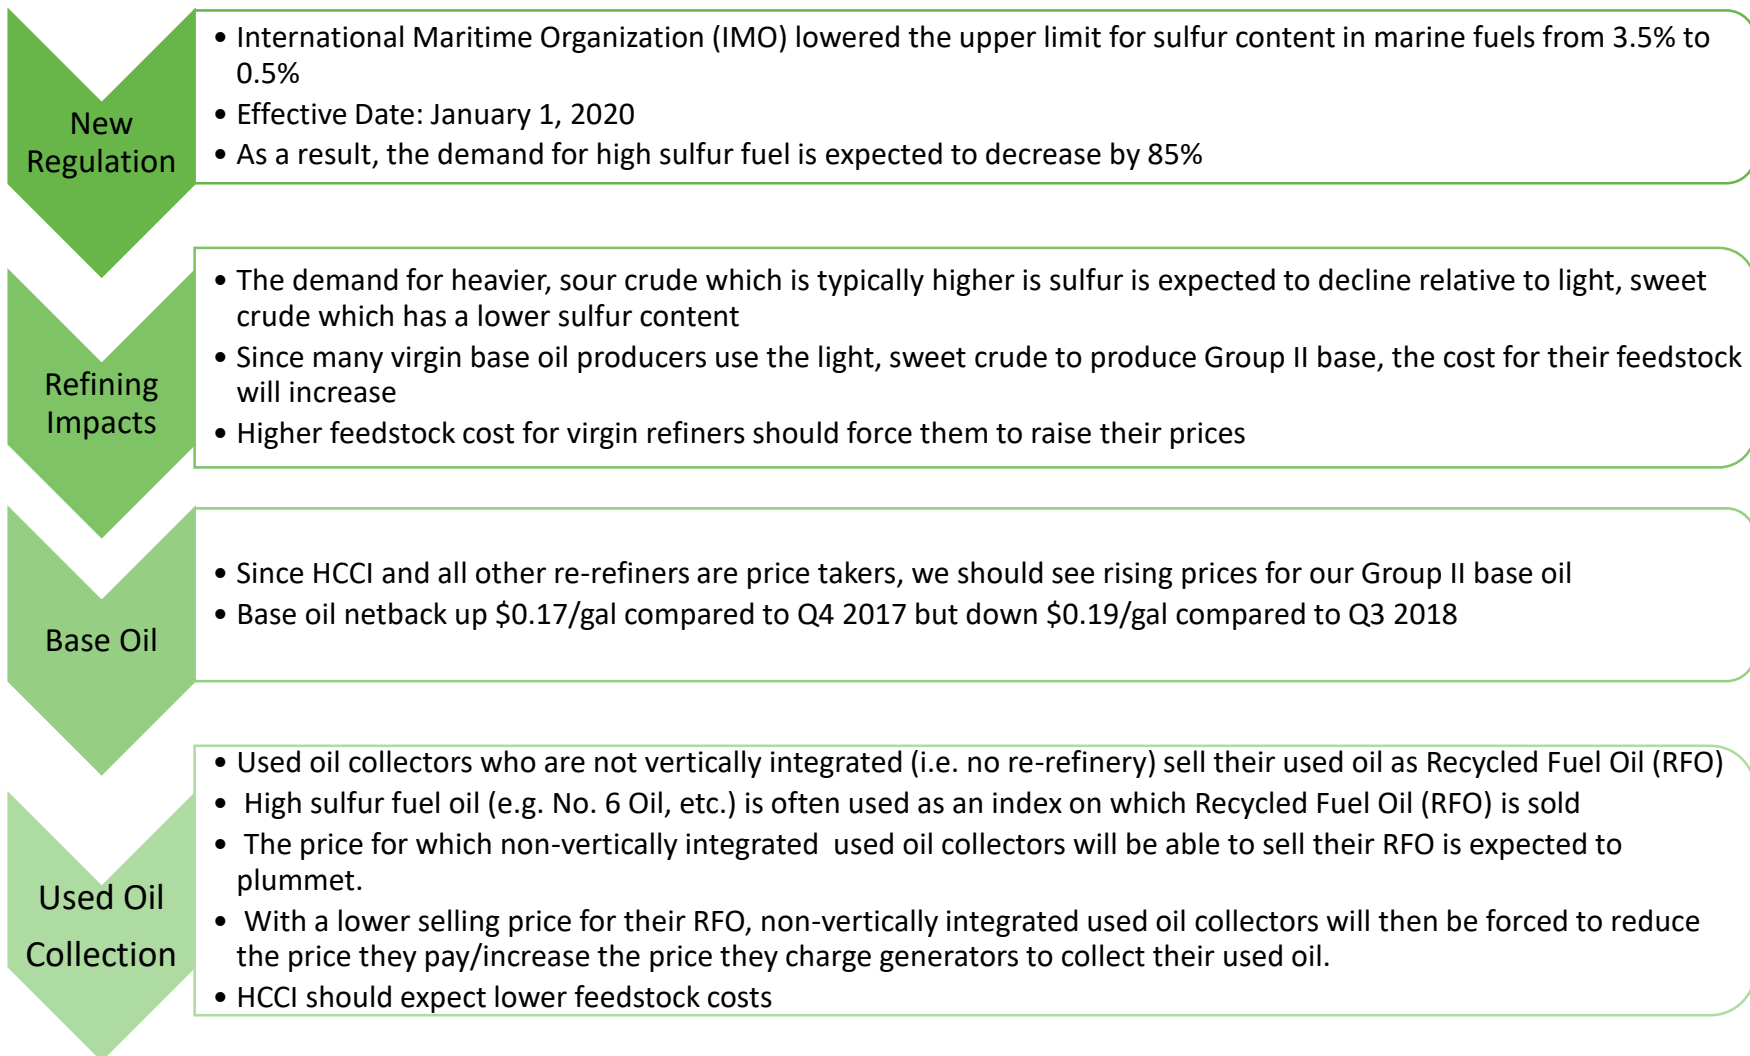 New
Regulation
• International Maritime Organization (IMO) lowered the upper limit for sulfur content in marine fuels from 3.5% to
0.5%
• Effective Date: January 1, 2020
• As a result, the demand for high sulfur fuel is expected to decrease by 85%
Refining
Impacts
• The demand for heavier, sour crude which is typically higher is sulfur is expected to decline relative to light, sweet
crude which has a lower sulfur content
• Since many virgin base oil producers use the light, sweet crude to produce Group II base, the cost for their feedstock
will increase
• Higher feedstock cost for virgin refiners should force them to raise their prices
Base Oil
• Since HCCI and all other re-refiners are price takers, we should see rising prices for our Group II base oil
• Base oil netback up $0.17/gal compared to Q4 2017 but down $0.19/gal compared to Q3 2018
Used Oil
Collection
• Used oil collectors who are not vertically integrated (i.e. no re-refinery) sell their used oil as Recycled Fuel Oil (RFO)
• High sulfur fuel oil (e.g. No. 6 Oil, etc.) is often used as an index on which Recycled Fuel Oil (RFO) is sold
• The price for which non-vertically integrated used oil collectors will be able to sell their RFO is expected to
plummet.
• With a lower selling price for their RFO, non-vertically integrated used oil collectors will then be forced to reduce
the price they pay/increase the price they charge generators to collect their used oil.
• HCCI should expect lower feedstock costs